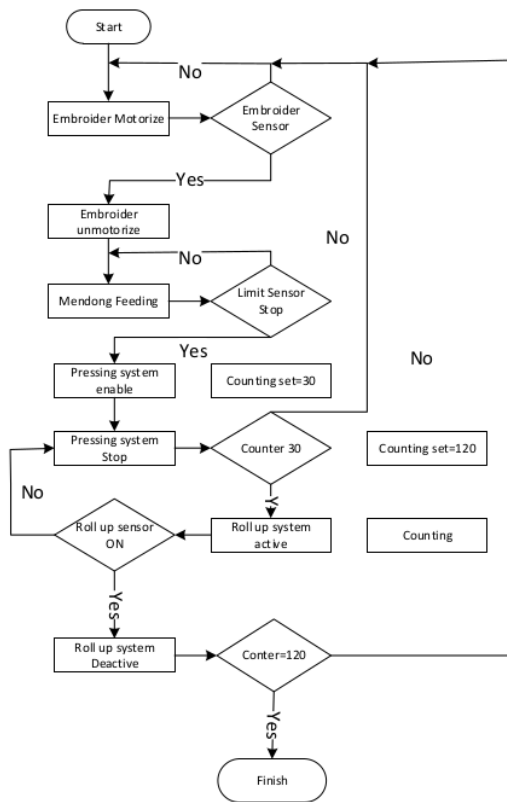 Start
No
Embroider Motorize
Embroider
Sensor
Yes
Embroider
unmotorize
No
No
Mendong Feeding
Limit Sensor
Stop
Yes
No
Pressing system
enable
Counting set=30
Pressing system
Stop
Counter 30
Counting set=120
No
Y
Roll up sensor
ON
Roll up system
active
Counting
Yes
Roll up system
Deactive
Conter=120
Yes
Finish